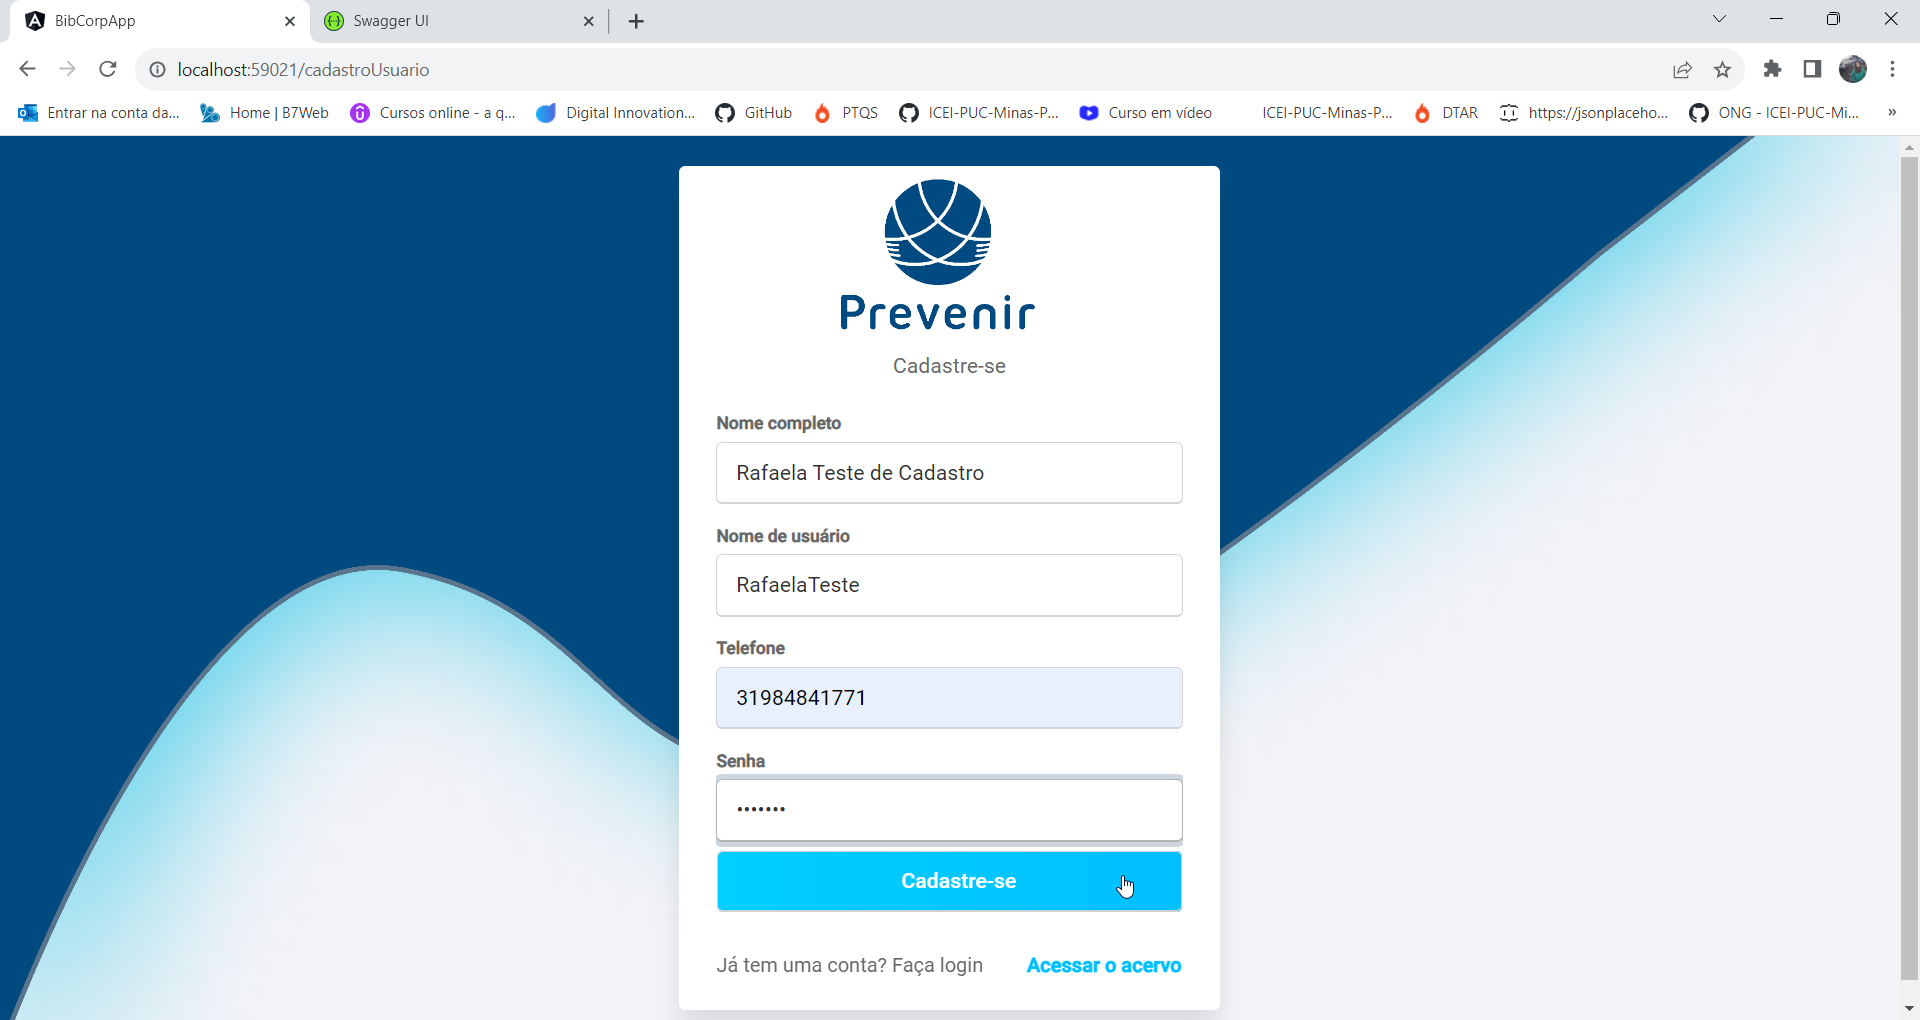 BibCorpApp
Swagger UI
localhost:59021/cadastroUsuario
Entrar na conta da...
Home | B7Web
Cursos online - a q...
Digital Innovation...
GitHub
PTQS
ICEI-PUC-Minas-P...
Curso em vídeo
ICEI-PUC-Minas-P...
DTAR
https://jsonplaceho...
ONG - ICEI-PUC-Mi...
»
Prevenir
Cadastre-se
Nome completo
Rafaela Teste de Cadastro
Nome de usuário
RafaelaTeste
Telefone
31984841771
Senha
•••••••
Cadastre-se
Já tem uma conta? Faça login
Acessar o acervo